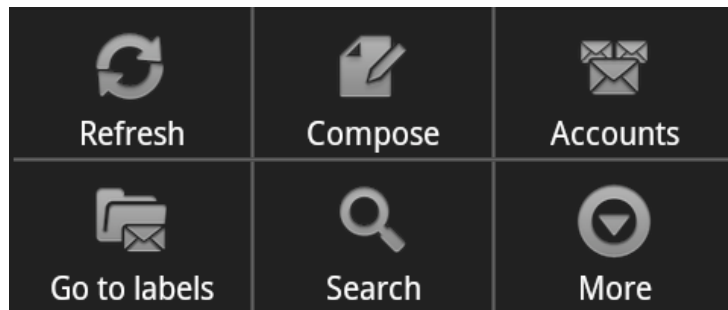 Refresh
Compose
Accounts
Go to labels
Search
More